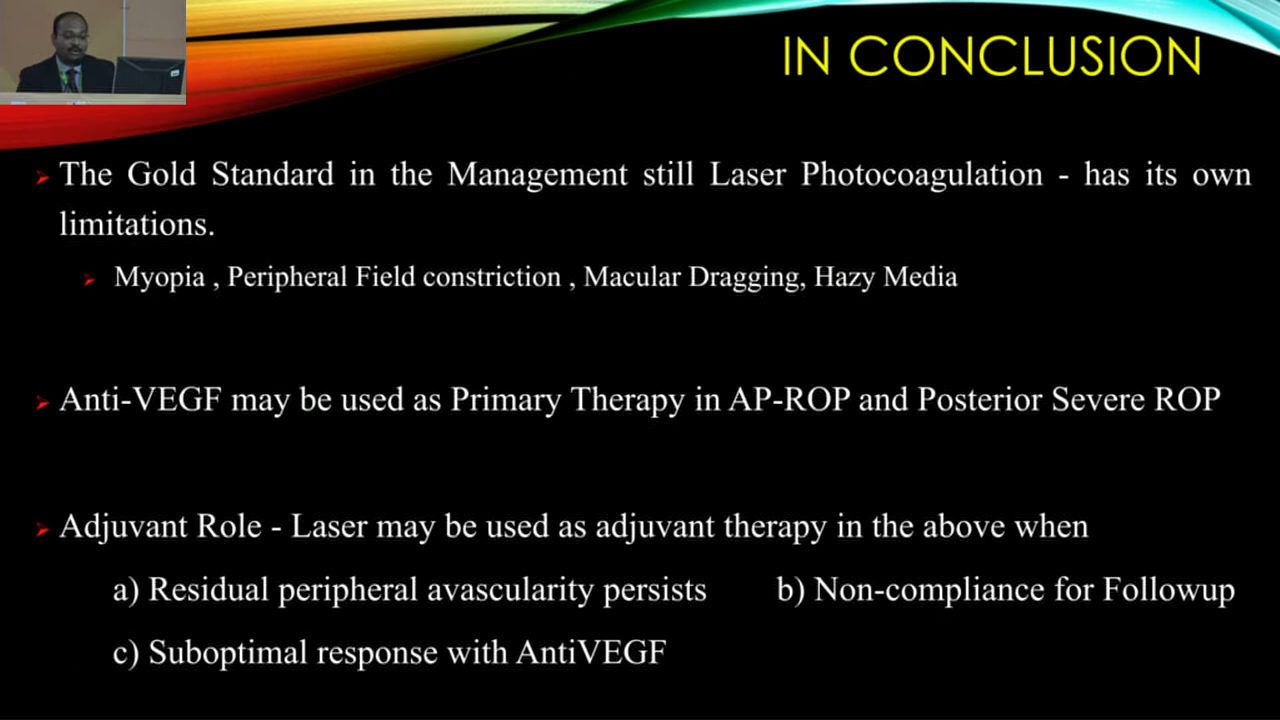 IN CONCLUSION
The Gold Standard in the Management still Laser Photocoagulation - has its own
limitations.
Myopia , Peripheral Field constriction , Macular Dragging, Hazy Media
Anti-VEGF may be used as Primary Therapy in AP-ROP and Posterior Severe ROP
Adjuvant Role - Laser may be used as adjuvant therapy in the above when
a) Residual peripheral avascularity persists b) Non-compliance for Followup
c) Suboptimal response with AntiVEGF